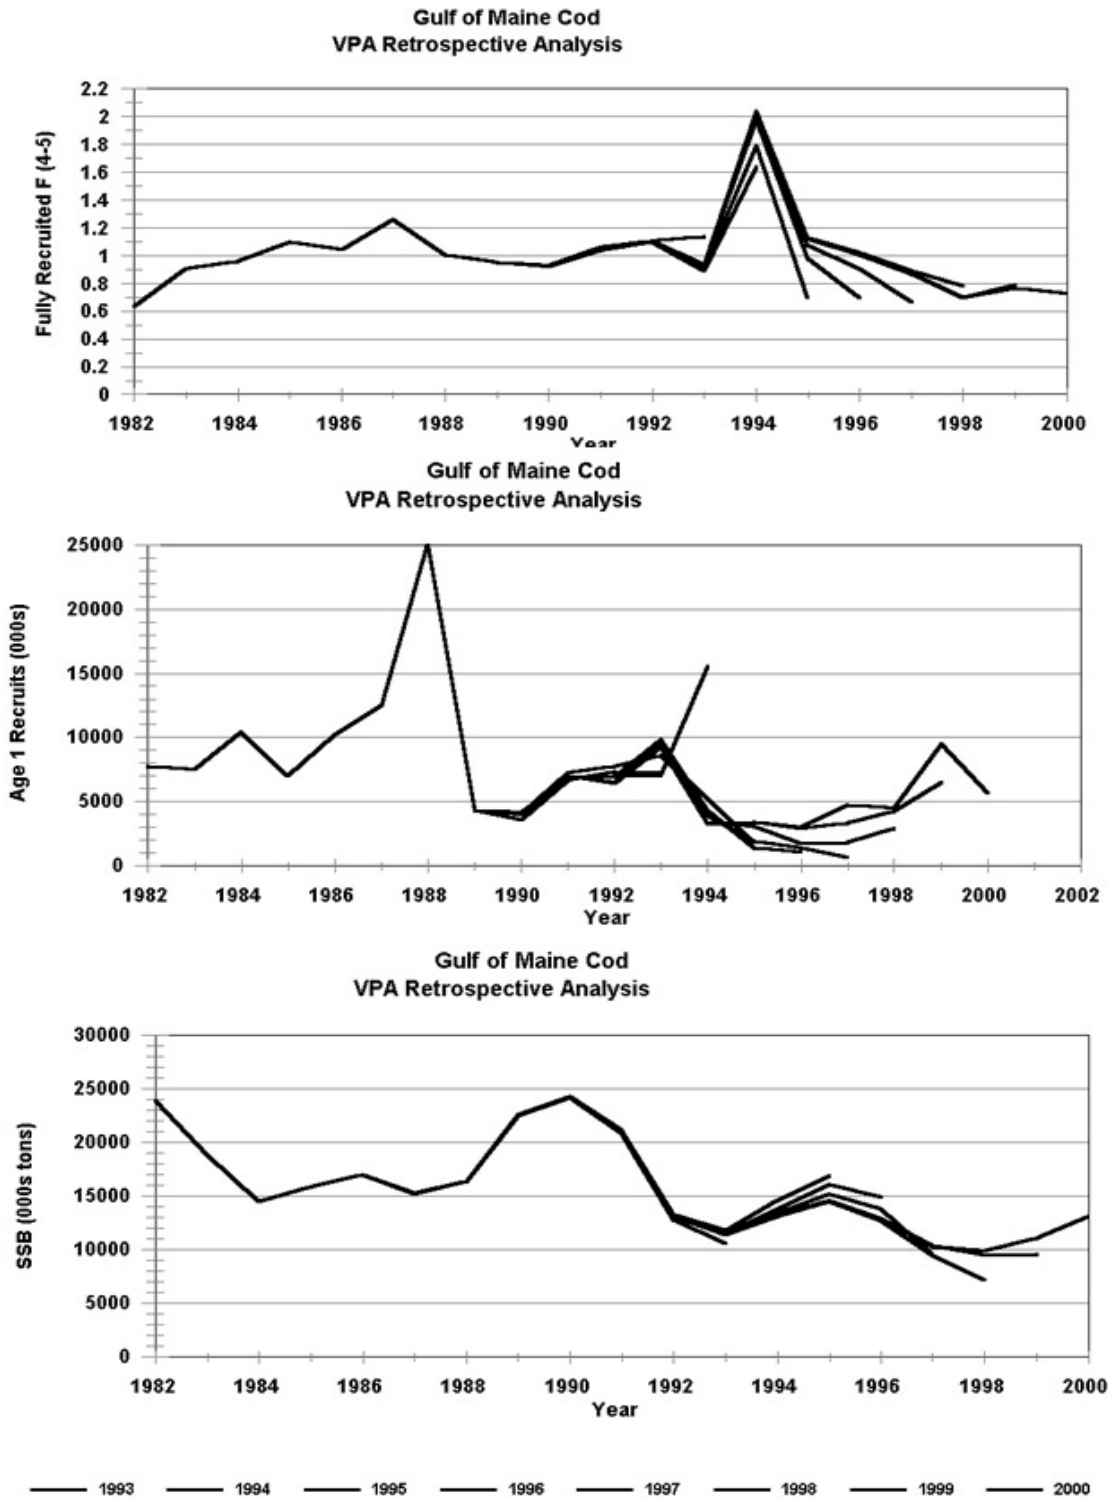 Gulf of Maine Cod
VPA Retrospective Analysis
Fully Recruited F (4-5)
2.2
2
1.8
1.6
1.4
1.2
1
0.8
0.6
0.4
0.2
0
1982 1984 1986 1988 1990 1992 1994 1996 1998 2000
Year
Gulf of Maine Cod
VPA Retrospective Analysis
Age 1 Recruits (000s)
25000
20000
15000
10000
5000
0
1982 1984 1986 1988 1990 1992 1994 1996 1998 2000 2002
Year
Gulf of Maine Cod
VPA Retrospective Analysis
SSB (000s tons)
30000
25000
20000
15000
10000
5000
0
1982 1984 1986 1988 1990 1992 1994 1996 1998 2000
Year
1993 1994 1995 1996 1997 1998 1999 2000